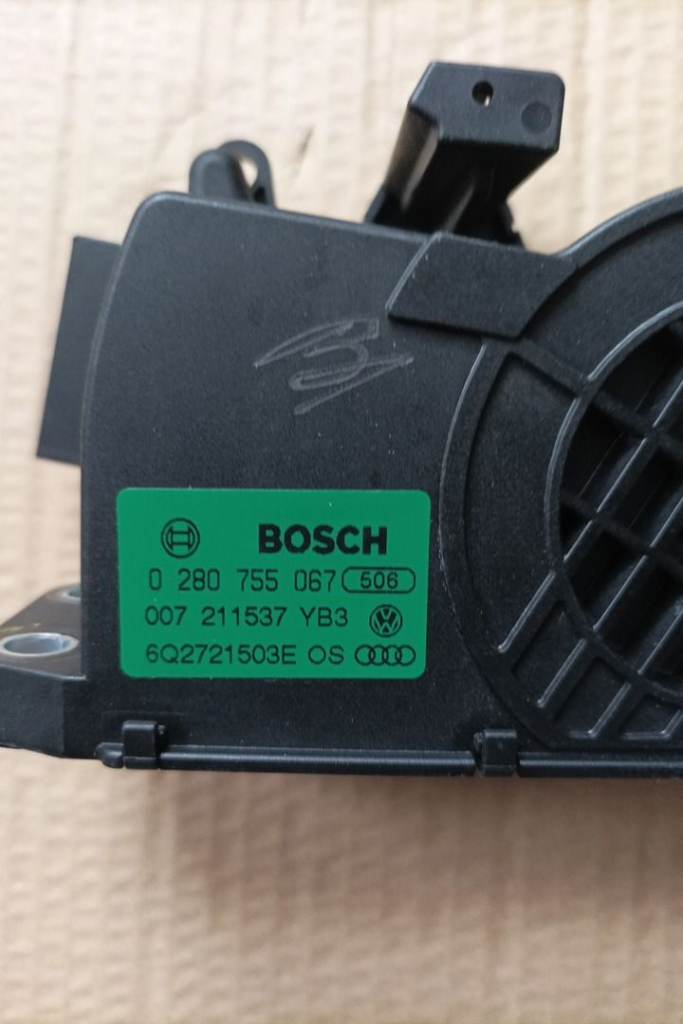 BOSCH
0 280 755 067 506
007 211537 YB3
6Q2721503E OS